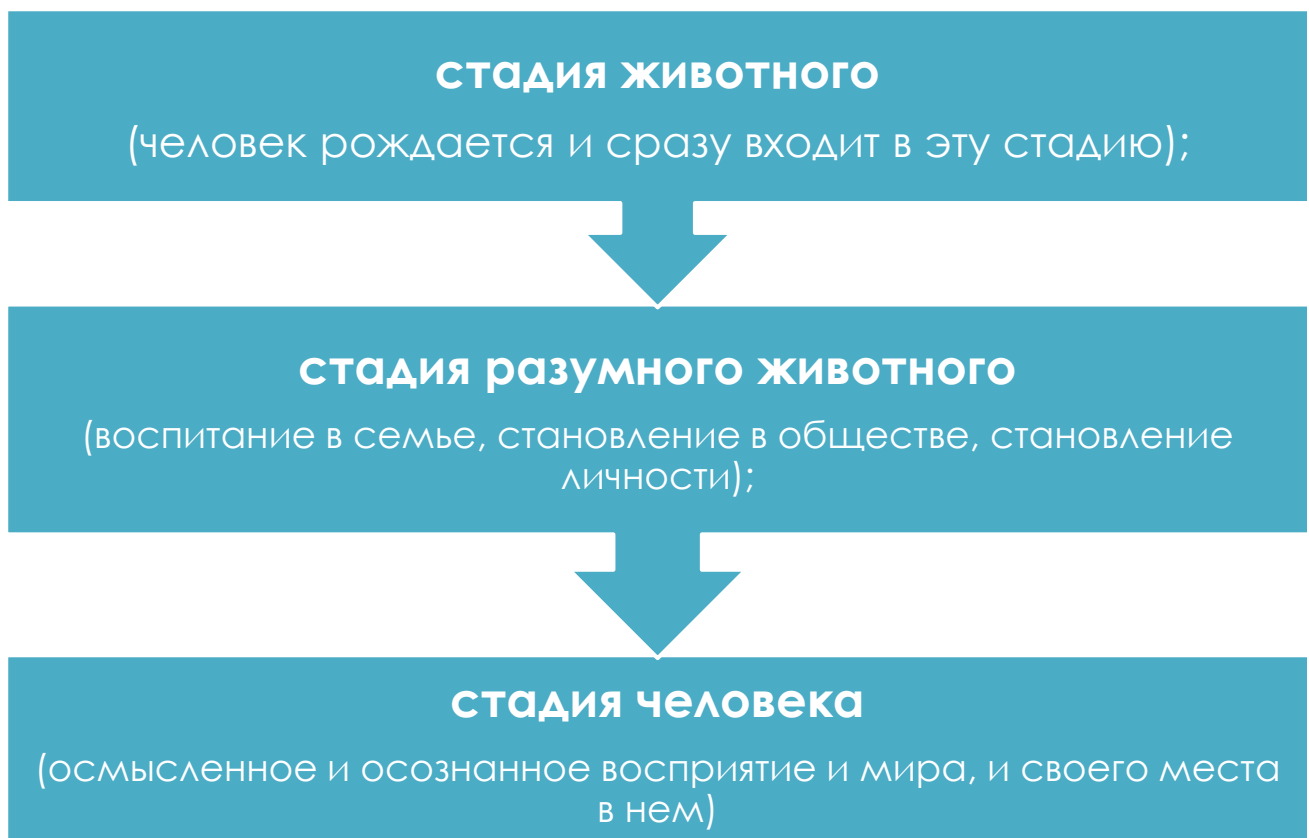 стадия животного
(человек рождается и сразу входит в эту стадию);
стадия разумного животного
(воспитание в семье, становление в обществе, становление
личности);
стадия человека
(осмысленное и осознанное восприятие и мира, и своего места
в нем)